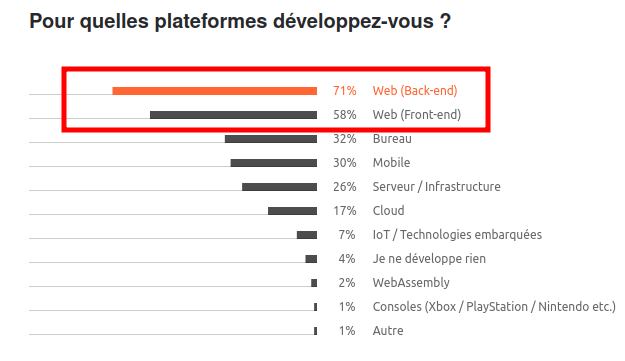 Pour quelles plateformes développez-vous ?
71% Web (Back-end)
58% Web (Front-end)
32% Bureau
30% Mobile
26% Serveur / Infrastructure
17% Cloud
7% IoT / Technologies embarquées
4% Je ne développe rien
2% WebAssembly
1% Consoles (Xbox / PlayStation / Nintendo etc.)
1% Autre